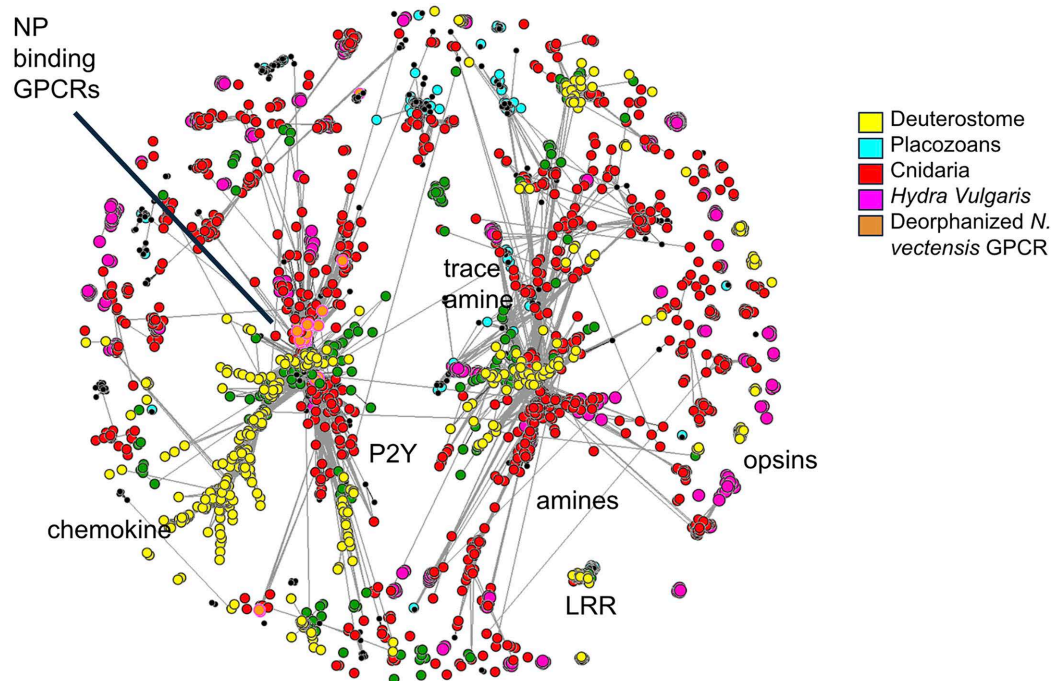 NP
binding
GPCRs
Deuterostome
Placozoans
Cnidaria
Hydra Vulgaris
Deorphanized N.
vectensis GPCR
trace
amine
P2Y
opsins
amines
chemokine
LRR